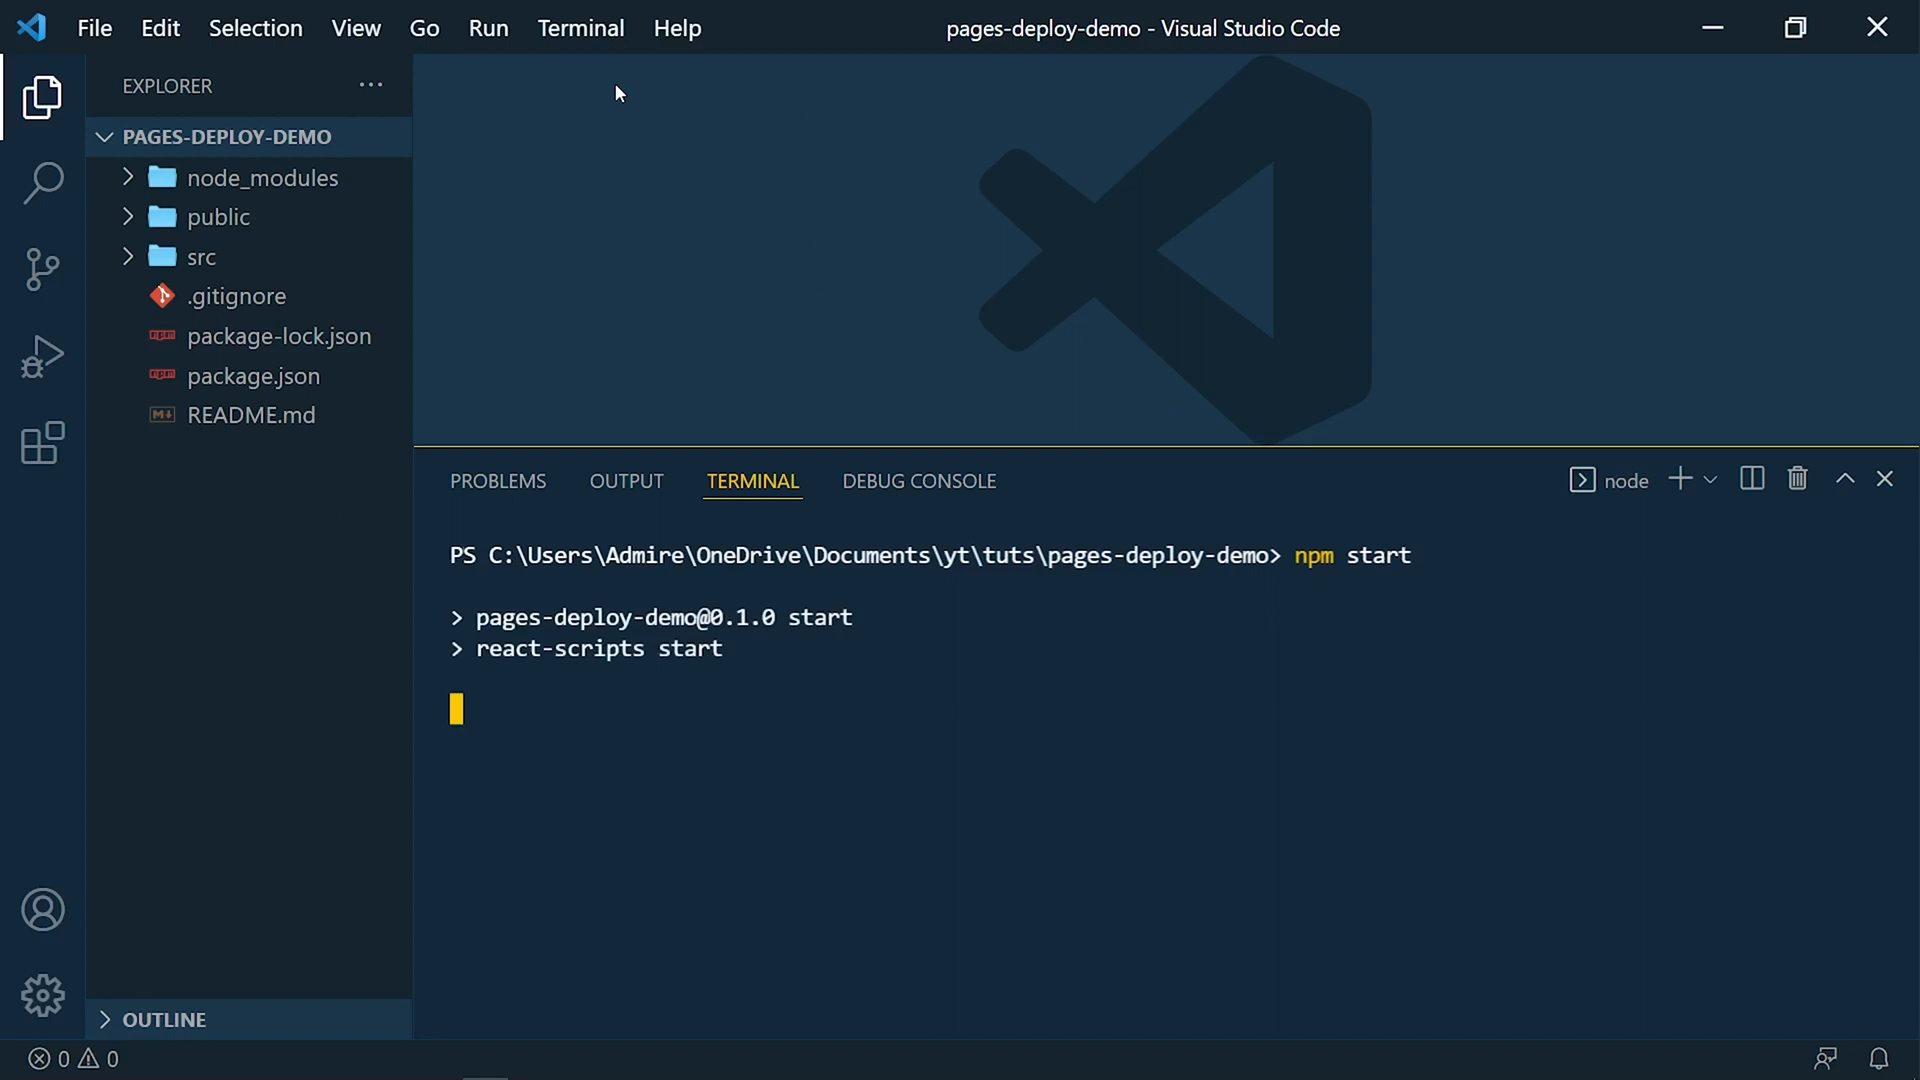 File Edit Selection View Go Run Terminal Help
pages-deploy-demo - Visual Studio Code
EXPLORER
PAGES-DEPLOY-DEMO
node_modules
public
src
.gitignore
package-lock.json
package.json
README.md
OUTLINE
PROBLEMS OUTPUT TERMINAL DEBUG CONSOLE
node
PS C:\Users\Admire\OneDrive\Documents\yt\tuts\pages-deploy-demo> npm start
> pages-deploy-demo@0.1.0 start
> react-scripts start
0 0